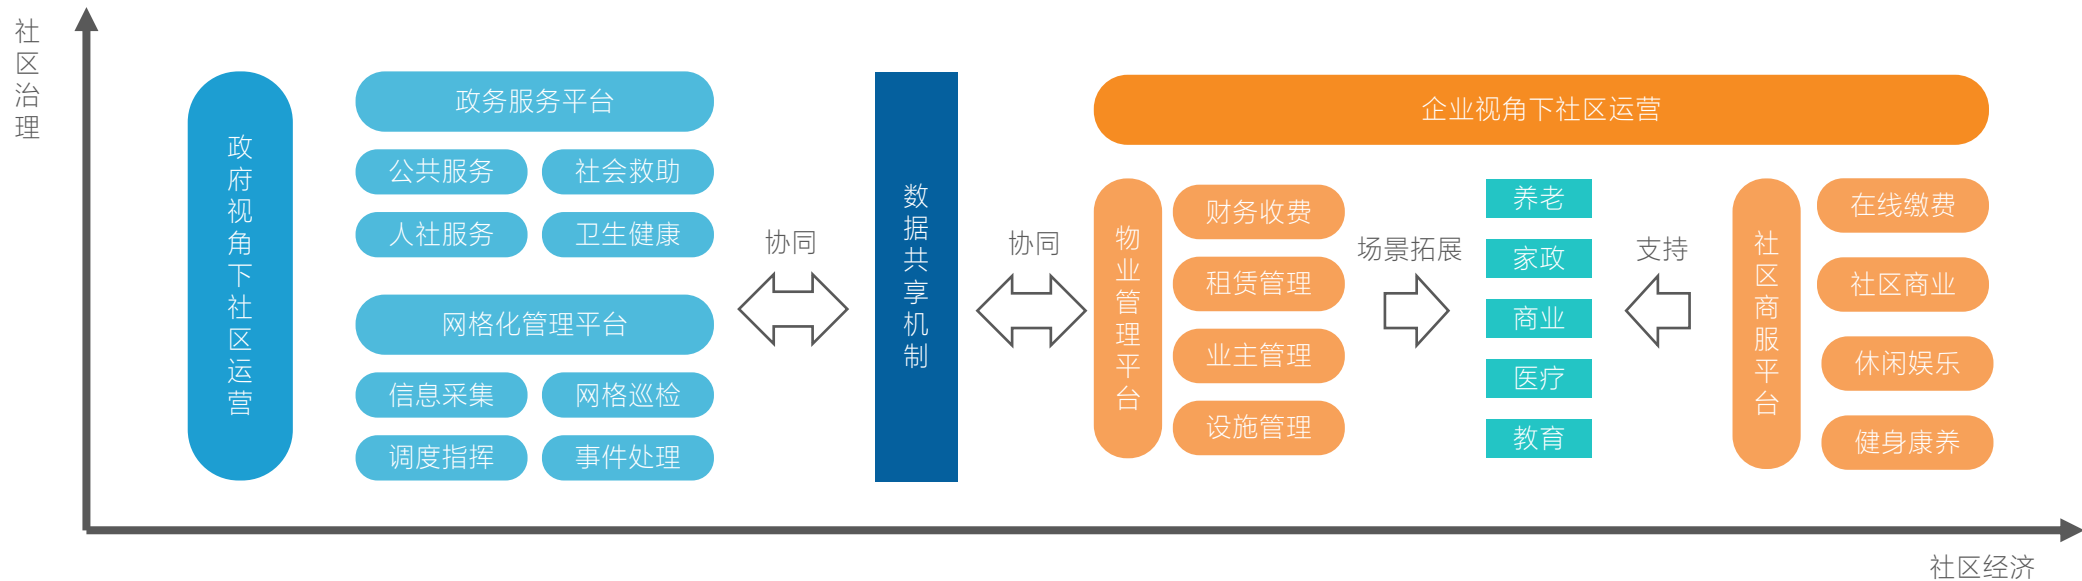 社区治理
政府视角下社区运营
政务服务平台
公共服务
社会救助
人社服务
卫生健康
网格化管理平台
信息采集
网格巡检
调度指挥
事件处理
协同
数据共享机制
协同
企业视角下社区运营
物业管理平台
财务收费
租赁管理
业主管理
设施管理
场景拓展
养老
家政
商业
医疗
教育
支持
社区商服平台
在线缴费
社区商业
休闲娱乐
健身康养
社区经济